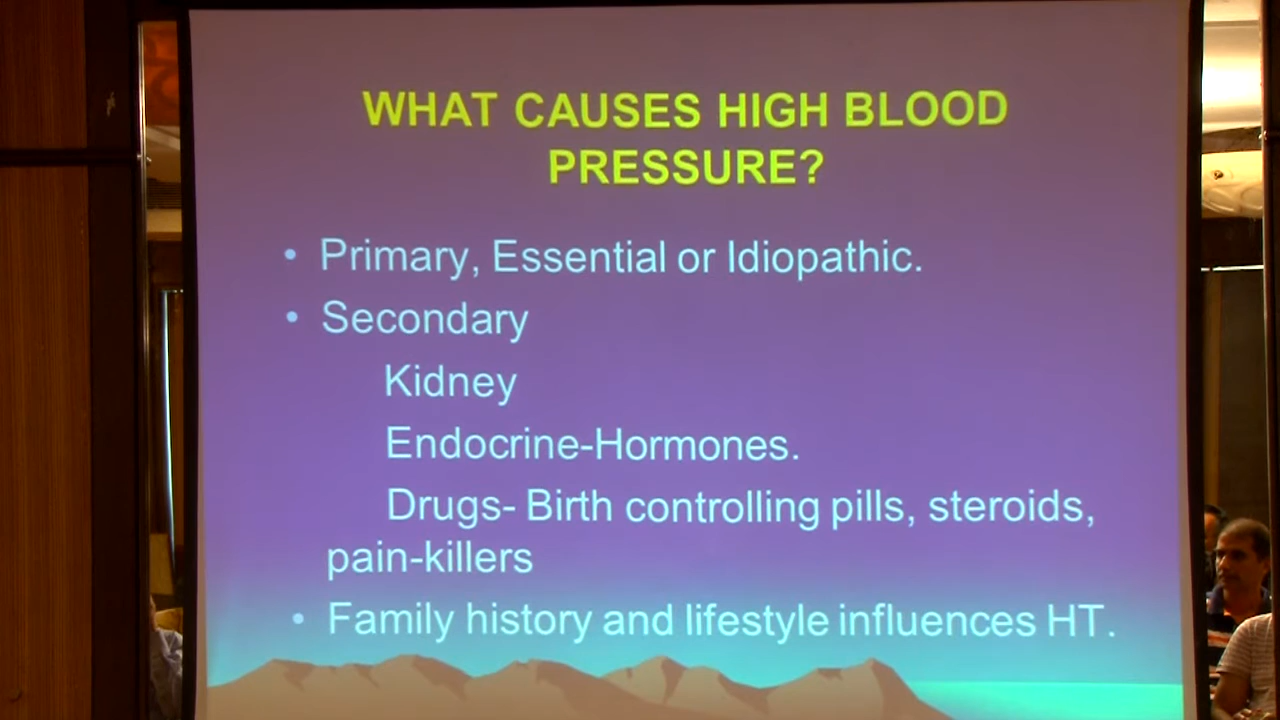 WHAT CAUSES HIGH BLOOD
PRESSURE?
• Primary, Essential or Idiopathic.
• Secondary
Kidney
Endocrine-Hormones.
Drugs- Birth controlling pills, steroids,
pain-killers
• Family history and lifestyle influences HT.